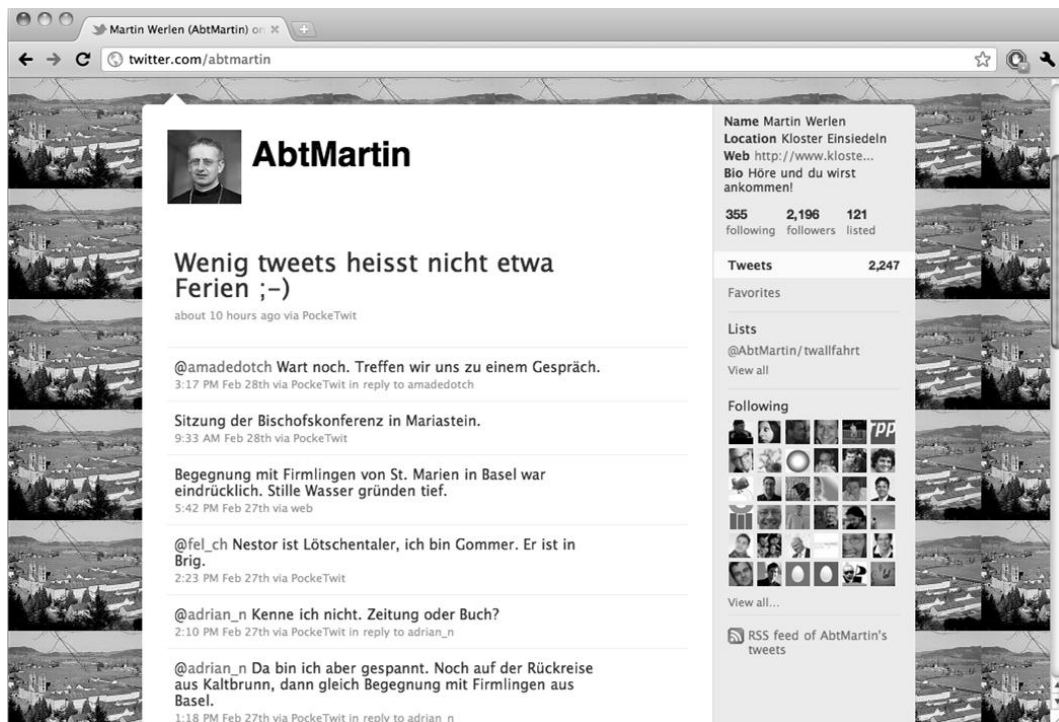 Martin Werlen (AbtMartin) on
twitter.com/abtmartin
AbtMartin
Wenig tweets heisst nicht etwa
Ferien ;-)
about 10 hours ago via PockeTwit
@amadedotch Wart noch. Treffen wir uns zu einem Gespräch.
3:17 PM Feb 28th via PockeTwit in reply to amadedotch
Sitzung der Bischofskonferenz in Mariastein.
9:33 AM Feb 28th via PockeTwit
Begegnung mit Firmlingen von St. Marien in Basel war
eindrücklich. Stille Wasser gründen tief.
5:42 PM Feb 27th via web
@fel_ch Nestor ist Lötschentaler, ich bin Gommer. Er ist in
Brig.
2:23 PM Feb 27th via PockeTwit
@adrian_n Kenne ich nicht. Zeitung oder Buch?
2:10 PM Feb 27th via PockeTwit in reply to adrian_n
@adrian_n Da bin ich aber gespannt. Noch auf der Rückreise
aus Kaltbrunn, dann gleich Begegnung mit Firmlingen aus
Basel.
1:18 PM Feb 27th via PockeTwit in reply to adrian_n
Name Martin Werlen
Location Kloster Einsiedeln
Web http://www.kloste...
Bio Höre und du wirst
ankommen!
355 2,196 121
following followers listed
Tweets 2,247
Favorites
Lists
@AbtMartin/twallfahrt
View all
Following
rpp
View all...
RSS feed of AbtMartin's
tweets